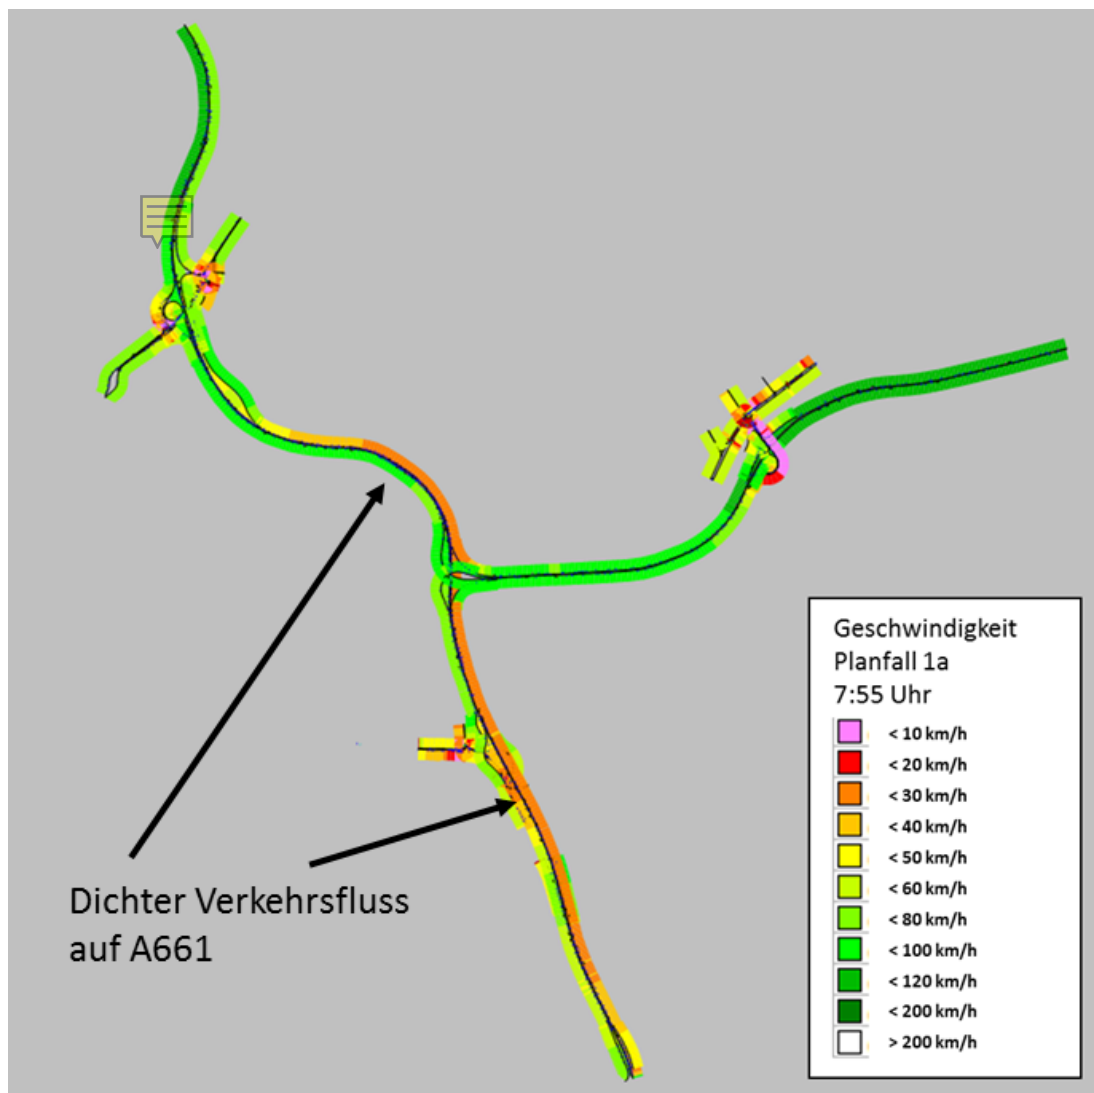 Dichter Verkehrsfluss
auf A661
Geschwindigkeit
Planfall 1a
7:55 Uhr
< 10 km/h
< 20 km/h
< 30 km/h
< 40 km/h
< 50 km/h
< 60 km/h
< 80 km/h
< 100 km/h
< 120 km/h
< 200 km/h
> 200 km/h